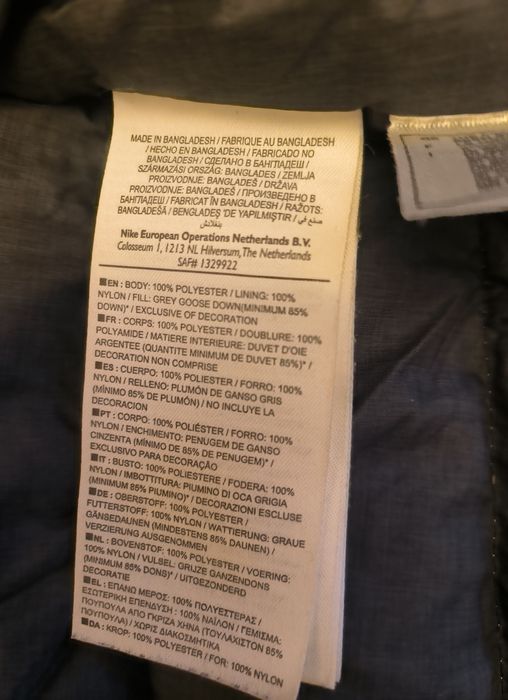 MADE IN BANGLADESH / FABRIQUE AU BANGLADESH
/ HECHO EN BANGLADESH / FABRICADO NO
BANGLADESH / СДЕЛАНО В БАНГЛАДЕШ /
SZÁRMAZÁSI ORSZÁG: BANGLADES / ZEMLJA
PROIZVODNJE: BANGLADEŠ / DRŽAVA
PROIZVODNJE: BANGLADEŠ / ПРОИЗВЕДЕНО В
БАНГЛАДЕШ / FABRICAT ÎN BANGLADESH / RAŽOTS:
BANGLADEŠĀ / BENGLADEŞ'DE YAPILMIŞTIR / صنع في
بنغلاديش
Nike European Operations Netherlands B.V.
Colosseum 1, 1213 NL Hilversum, The Netherlands
SAF# 1329922
■EN : BODY: 100% POLYESTER / LINING: 100%
NYLON / FILL: GREY GOOSE DOWN(MINIMUM 85%
DOWN)* / EXCLUSIVE OF DECORATION
■FR : CORPS: 100% POLYESTER / DOUBLURE: 100%
POLYAMIDE / MATIERE INTERIEURE: DUVET D'OIE
ARGENTEE (QUANTITE MINIMUM DE DUVET 85%)* /
DECORATION NON COMPRISE
■ES : CUERPO: 100% POLIESTER / FORRO: 100%
NYLON / RELLENO: PLUMÓN DE GANSO GRIS
(MÍNIMO 85% DE PLUMÓN) / NO INCLUYE LA
DECORACION
■PT : CORPO: 100% POLIÉSTER / FORRO: 100%
NYLON / ENCHIMENTO: PENUGEM DE GANSO
CINZENTA (MÍNIMO DE 85% DE PENUGEM)* /
EXCLUSIVO PARA DECORAÇÃO
■IT : BUSTO: 100% POLIESTERE / FODERA: 100%
NYLON / IMBOTTITURA: PIUMINO DI OCA GRIGIA
(MINIMUM 85% PIUMINO)* / DECORAZIONI ESCLUSE
■DE : OBERSTOFF: 100% POLYESTER /
FUTTERSTOFF: 100% NYLON / WATTIERUNG: GRAUE
GÄNSEDAUNEN (MINDESTENS 85% DAUNEN) /
VERZIERUNG AUSGENOMMEN
■NL : BOVENSTOF: 100% POLYESTER / VOERING:
100% NYLON / VULSEL: GRIJZE GANZENDONS
(MINIMUM 85% DONS)* / UITGEZONDERD
DECORATIE
■EL : ΕΠΑΝΩ ΜΕΡΟΣ: 100% ΠΟΛΥΕΣΤΕΡΑΣ /
ΕΣΩΤΕΡΙΚΗ ΕΠΕΝΔΥΣΗ : 100% ΝΑΪΛΟΝ / ΓΕΜΙΣΜΑ:
ΠΟΥΠΟΥΛΑ ΑΠΟ ΓΚΡΙΖΑ ΧΗΝΑ (ΤΟΥΛΑΧΙΣΤΟΝ 85%
ΠΟΥΠΟΥΛΑ) / ΧΩΡΙΣ ΔΙΑΚΟΣΜΗΤΙΚΑ
■DA : KROP: 100% POLYESTER / FOR: 100% NYLON